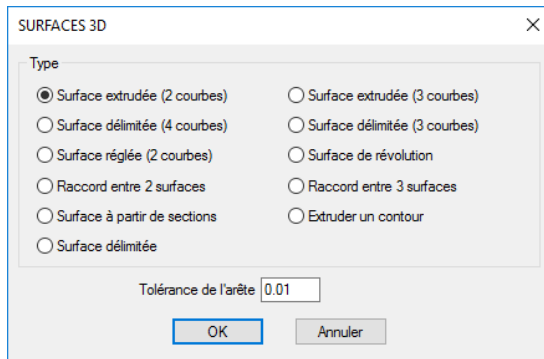 SURFACES 3D
Type
Surface extrudée (2 courbes)
Surface extrudée (3 courbes)
Surface délimitée (4 courbes)
Surface délimitée (3 courbes)
Surface réglée (2 courbes)
Surface de révolution
Raccord entre 2 surfaces
Raccord entre 3 surfaces
Surface à partir de sections
Extruder un contour
Surface délimitée
Tolérance de l'arête 0.01
OK
Annuler